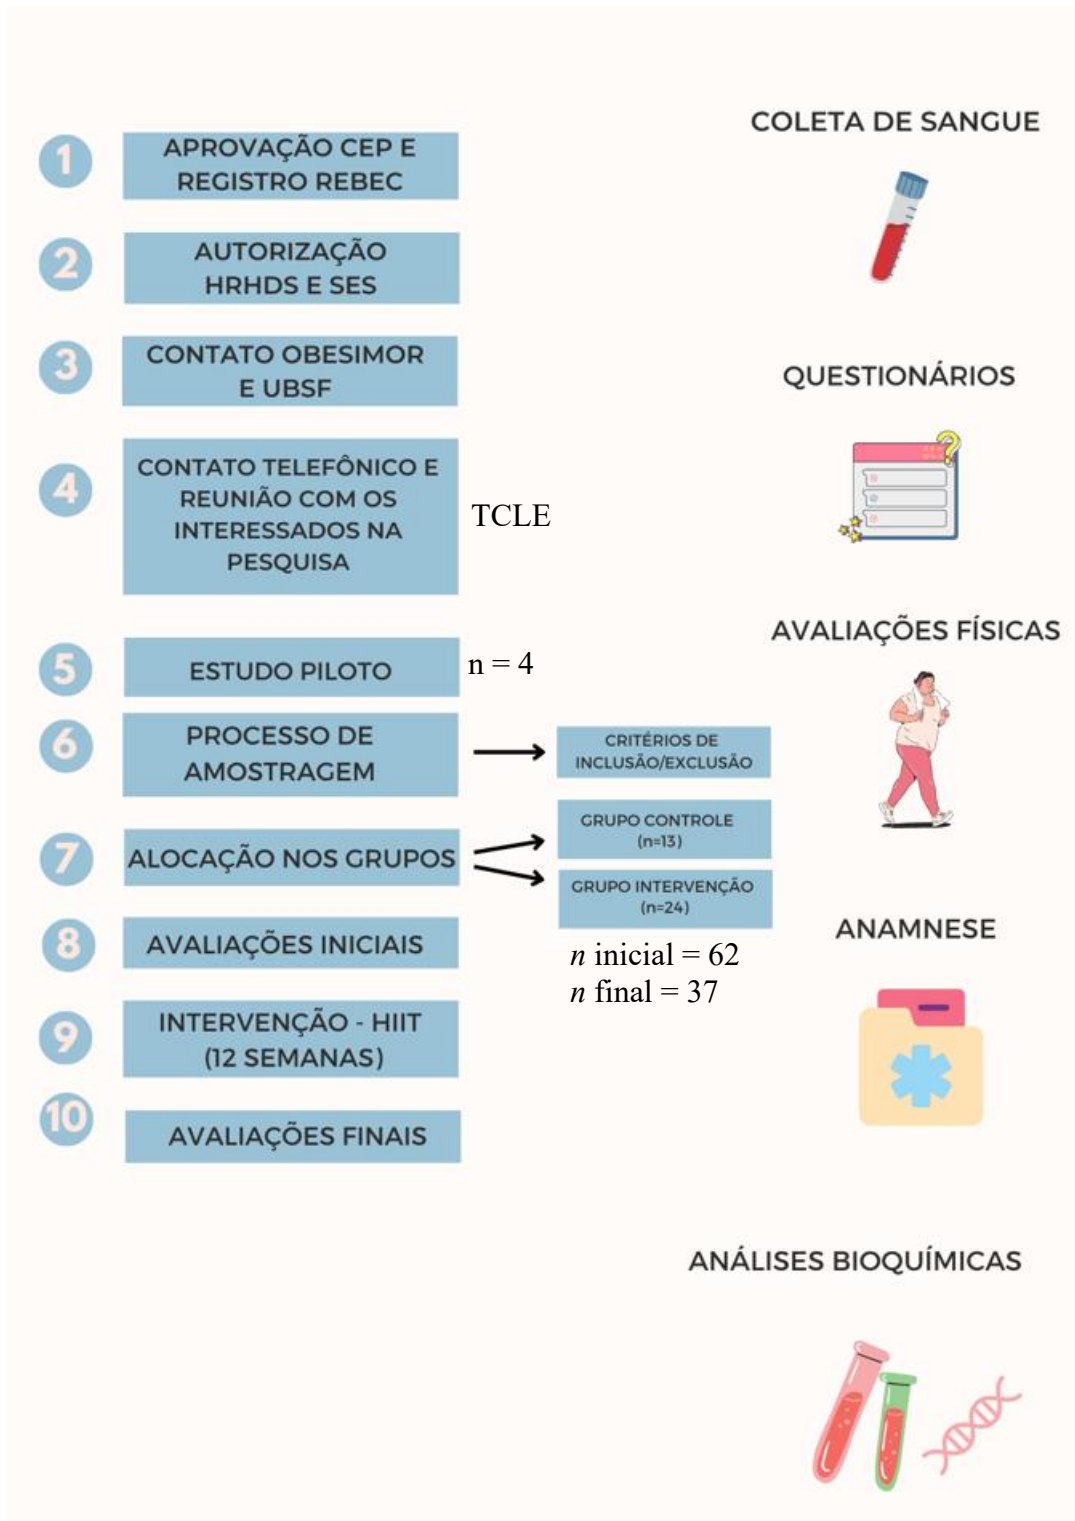 1
APROVAÇÃO CEP E
REGISTRO REBEC
2
AUTORIZAÇÃO
HRHDS E SES
3
CONTATO OBESIMOR
E UBSF
4
CONTATO TELEFÔNICO E
REUNIÃO COM OS
INTERESSADOS NA
PESQUISA
TCLE
5
ESTUDO PILOTO
n = 4
6
PROCESSO DE
AMOSTRAGEM
CRITÉRIOS DE
INCLUSÃO/EXCLUSÃO
7
ALOCAÇÃO NOS GRUPOS
GRUPO CONTROLE
(n=13)
GRUPO INTERVENÇÃO
(n=24)
n inicial = 62
n final = 37
8
AVALIAÇÕES INICIAIS
9
INTERVENÇÃO - HIIT
(12 SEMANAS)
10
AVALIAÇÕES FINAIS
COLETA DE SANGUE
QUESTIONÁRIOS
?
AVALIAÇÕES FÍSICAS
ANAMNESE
ANÁLISES BIOQUÍMICAS